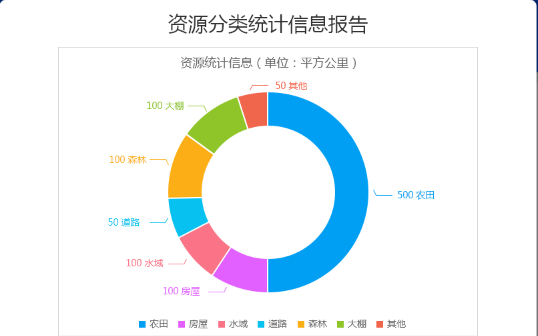 资源分类统计信息报告
资源统计信息（单位：平方公里）
50 其他
100 大棚
100 森林
500 农田
50 道路
100 水域
100 房屋
农田 房屋 水域 道路 森林 大棚 其他